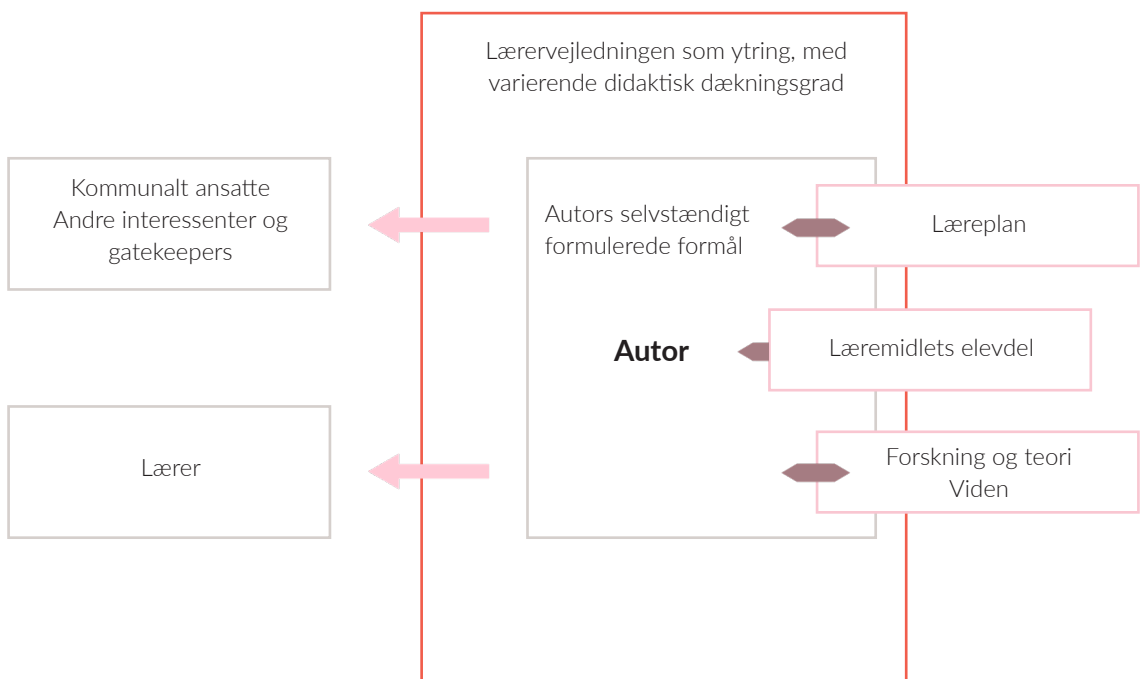 Lærervejledningen som ytring, med
varierende didaktisk dækningsgrad
Kommunalt ansatte
Andre interessenter og
gatekeepers
Autors selvstændigt
formulerede formål
Læreplan
Autor
Læremidlets elevdel
Lærer
Forskning og teori
Viden